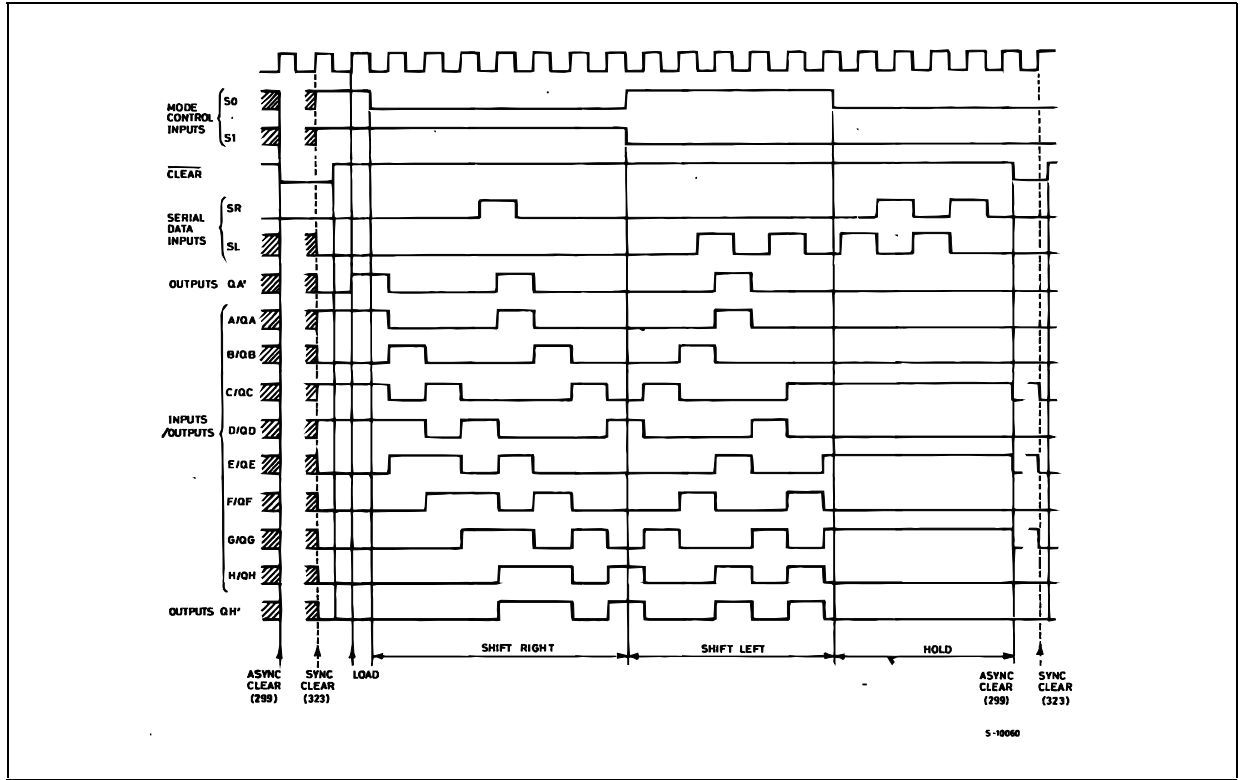 MODE
CONTROL
INPUTS
S0
S1
CLEAR
SERIAL
DATA
INPUTS
SR
SL
OUTPUTS QA'
INPUTS
/OUTPUTS
A/QA
B/QB
C/QC
D/QD
E/QE
F/QF
G/QG
H/QH
OUTPUTS QH'
SHIFT RIGHT
SHIFT LEFT
HOLD
ASYNC
CLEAR
(299)
SYNC
CLEAR
(323)
LOAD
ASYNC
CLEAR
(299)
SYNC
CLEAR
(323)
S-10060